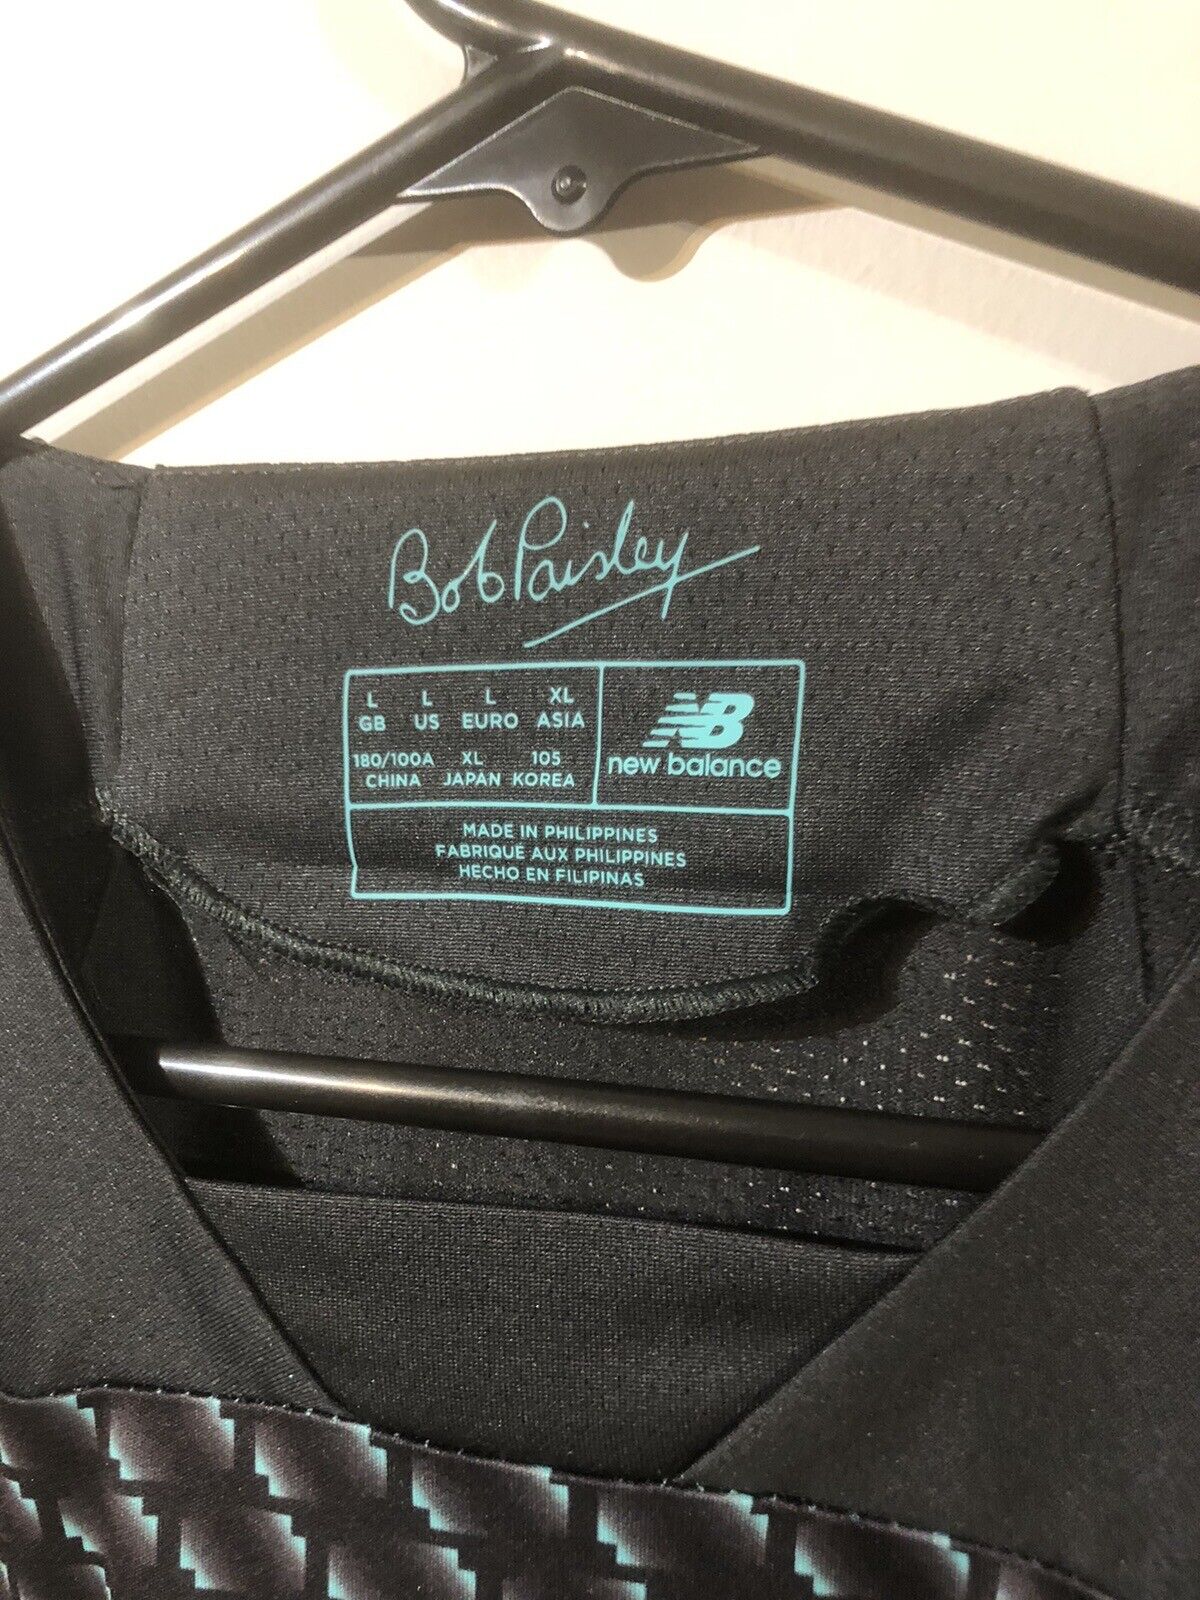 Bob Paisley
L L L XL
GB US EURO ASIA
180/100A XL 105
CHINA JAPAN KOREA
NB
new balance
MADE IN PHILIPPINES
FABRIQUÉ AUX PHILIPPINES
HECHO EN FILIPINAS